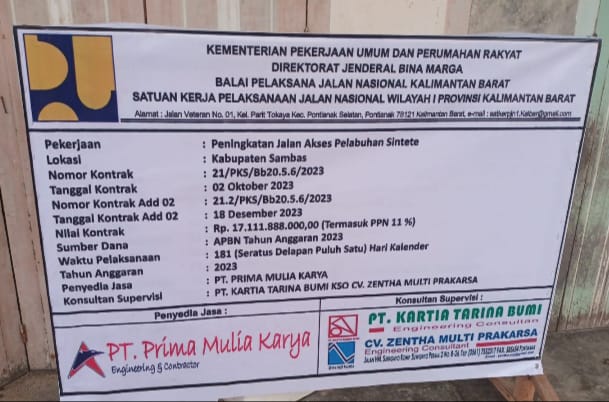 KEMENTERIAN PEKERJAAN UMUM DAN PERUMAHAN RAKYAT
DIREKTORAT JENDERAL BINA MARGA
BALAI PELAKSANA JALAN NASIONAL KALIMANTAN BARAT
SATUAN KERJA PELAKSANAAN JALAN NASIONAL WILAYAH I PROVINSI KALIMANTAN BARAT
Alamat : Jalan Veteran No. 01, Kel. Parit Tokaya Kec. Pontianak Selatan, Pontianak 78121 Kalimantan Barat, e-mail :
Pekerjaan : Peningkatan Jalan Akses Pelabuhan Sintete
Lokasi : Kabupaten Sambas
Nomor Kontrak : 21/PKS/Bb20.5.6/2023
Tanggal Kontrak : 02 Oktober 2023
Nomor Kontrak Add 02 : 21.2/PKS/Bb20.5.6/2023
Tanggal Kontrak Add 02 : 18 Desember 2023
Nilai Kontrak : Rp. 17.111.888.000,00 (Termasuk PPN 11 %)
Sumber Dana : APBN Tahun Anggaran 2023
Waktu Pelaksanaan : 181 (Seratus Delapan Puluh Satu) Hari Kalender
Tahun Anggaran : 2023
Penyedia Jasa : PT. PRIMA MULIA KARYA
Konsultan Supervisi : PT. KARTIA TARINA BUMI KSO CV. ZENTHA MULTI PRAKARSA
Penyedia Jasa :
PT. Prima Mulia Karya
Engineering & Contractor
Konsultan Supervisi :
PT. KARTIA TARINA BUMI
Engineering Consultan
CV. ZENTHA MULTI PRAKARSA
Engineering Consultant